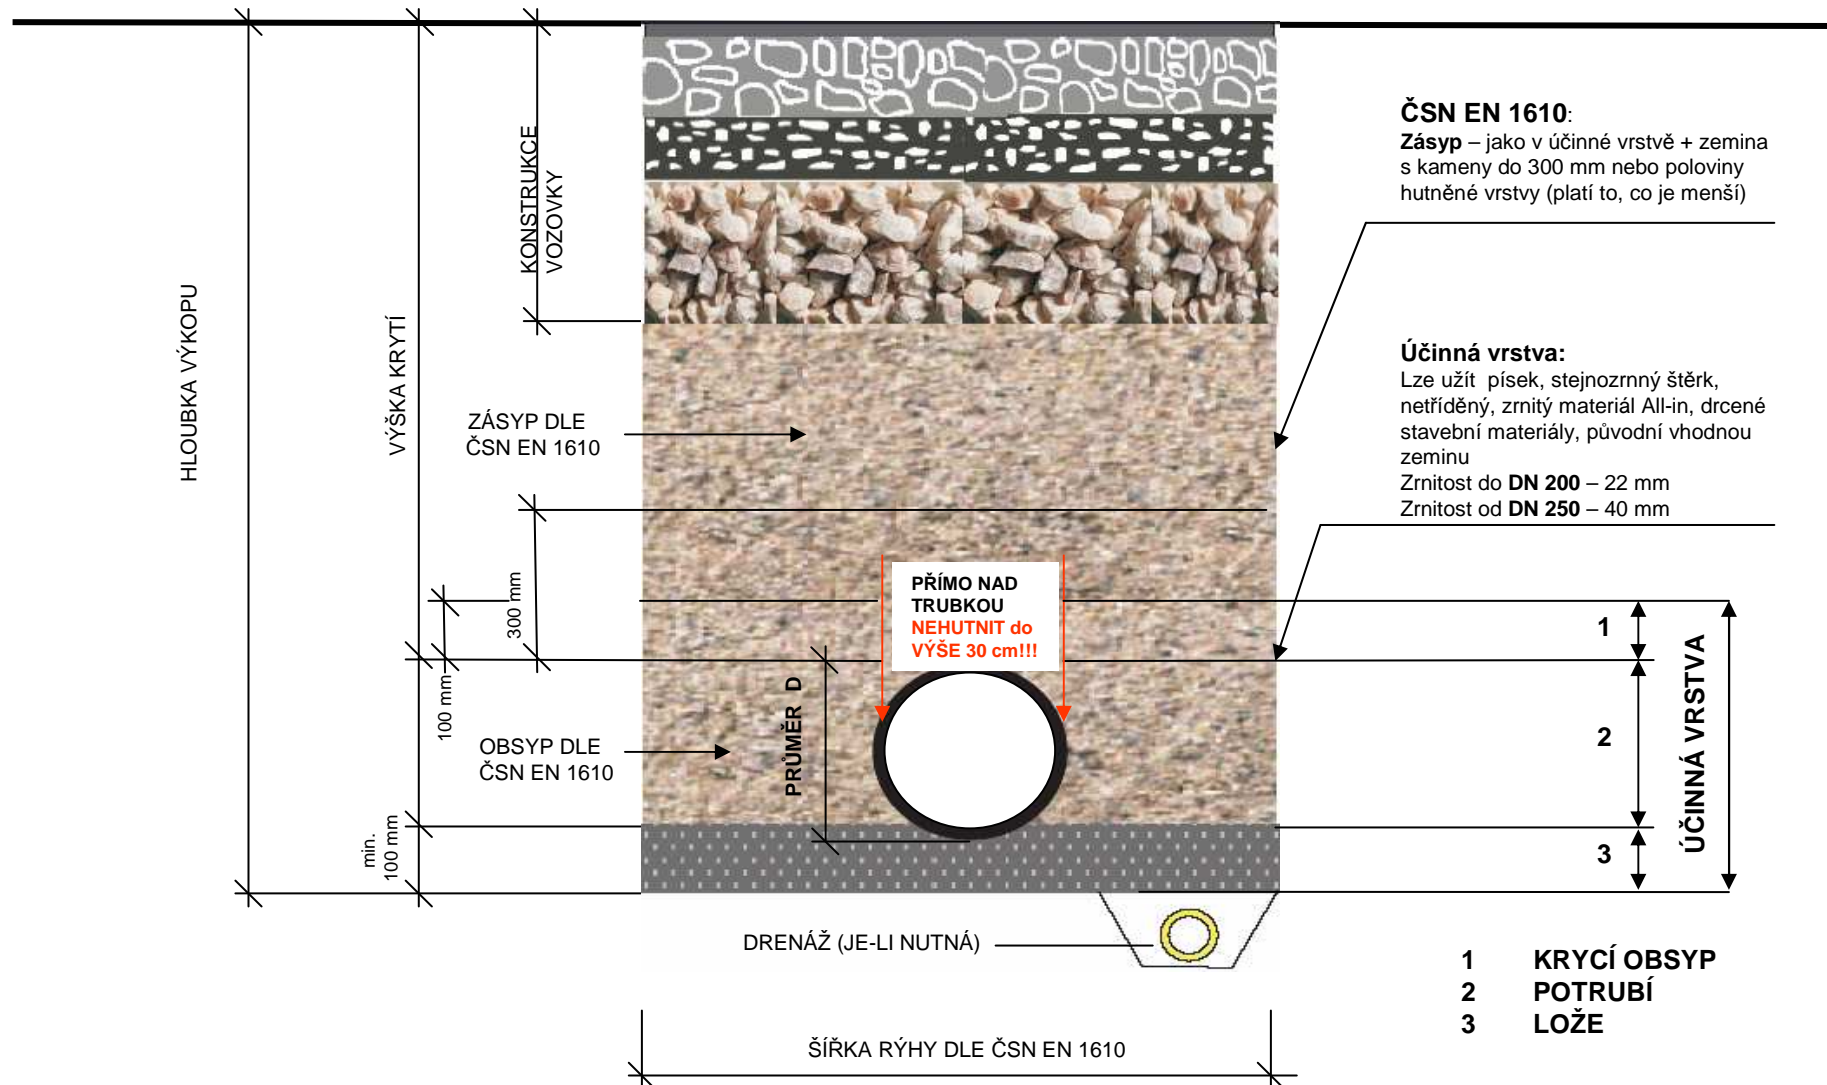 HLOUBKA VÝKOPU
VÝŠKA KRYTÍ
KONSTRUKCE
VOZOVKY
ZÁSYP DLE
ČSN EN 1610
300 mm
100 mm
OBSYP DLE
ČSN EN 1610
min.
100 mm
PRŮMĚR D
PŘÍMO NAD
TRUBKOU
NEHUTNIT do
VÝŠE 30 cm!!!
DRENÁŽ (JE-LI NUTNÁ)
ŠÍŘKA RÝHY DLE ČSN EN 1610
ČSN EN 1610:
Zásyp – jako v účinné vrstvě + zemina
s kameny do 300 mm nebo poloviny
hutněné vrstvy (platí to, co je menší)
Účinná vrstva:
Lze užít písek, stejnozrnný štěrk,
netříděný, zrnitý materiál All-in, drcené
stavební materiály, původní vhodnou
zeminu
Zrnitost do DN 200 – 22 mm
Zrnitost od DN 250 – 40 mm
1
2
3
ÚČINNÁ VRSTVA
1 KRYCÍ OBSYP
2 POTRUBÍ
3 LOŽE